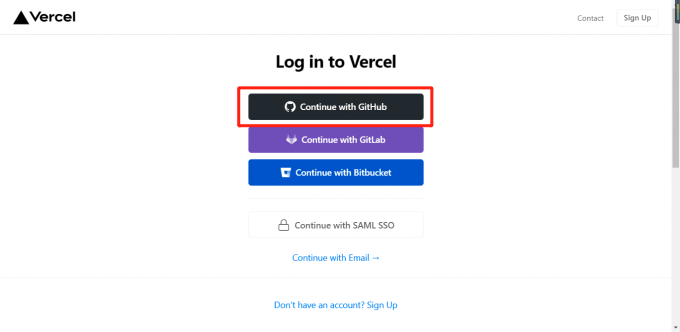 Vercel
Contact
Sign Up
Log in to Vercel
Continue with GitHub
Continue with GitLab
Continue with Bitbucket
Continue with SAML SSO
Continue with Email →
Don't have an account? Sign Up